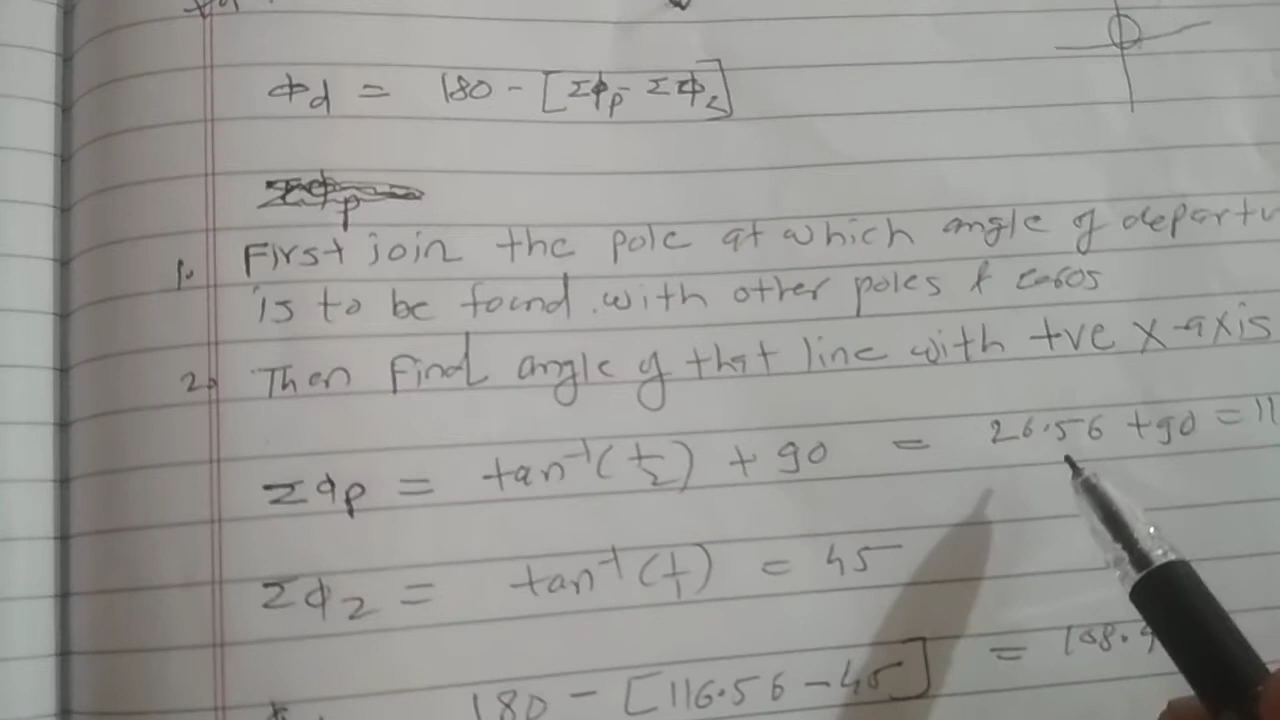 Φd = 180 - [ΣΦp - ΣΦz]
ΣΦp
1. First join the pole at which angle of departu
is to be found. with other poles & zeros
2. Then find angle of that line with +ve x-axis
ΣΦp = tan⁻¹(1/2) + 90 = 26.56 + 90 = 11
ΣΦz = tan⁻¹(1/1) = 45
180 - [116.56 - 45] = 108.4